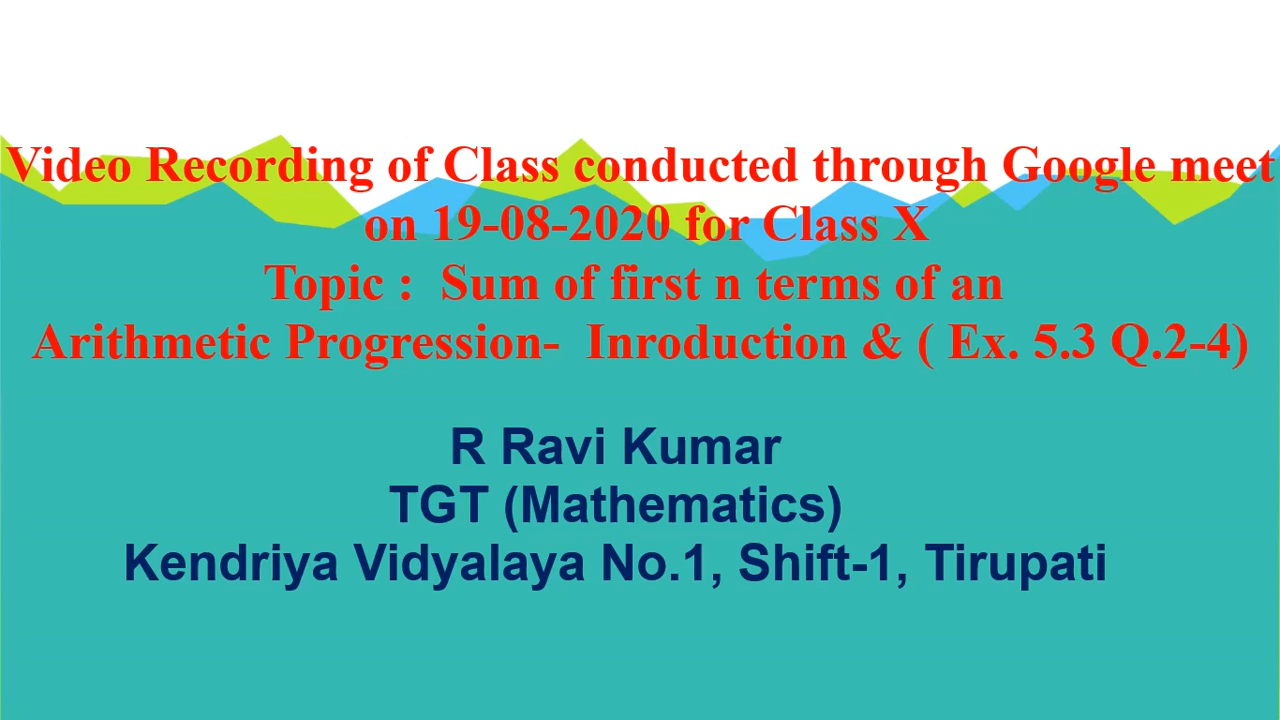 Video Recording of Class conducted through Google meet
on 19-08-2020 for Class X
Topic :  Sum of first n terms of an
Arithmetic Progression-  Inroduction & ( Ex. 5.3 Q.2-4)
R Ravi Kumar
TGT (Mathematics)
Kendriya Vidyalaya No.1, Shift-1, Tirupati